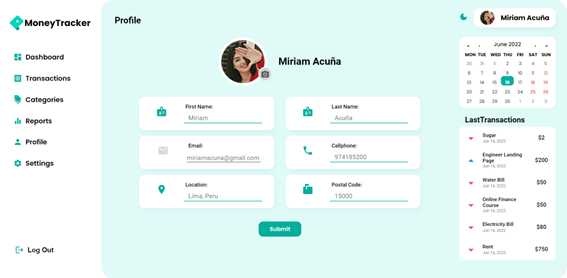 MoneyTracker
Dashboard
Transactions
Categories
Reports
Profile
Settings
Log Out
Profile
Miriam Acuña
First Name:
Miriam
Last Name:
Acuña
Email:
miriamacuna@gmail.com
Cellphone:
974185200
Location:
Lima, Peru
Postal Code:
15000
Submit
Miriam Acuña
« ‹ June 2022 › »
MON TUE WED THU FRI SAT SUN
30 31 1 2 3 4 5
6 7 8 9 10 11 12
13 14 15 16 17 18 19
20 21 22 23 24 25 26
27 28 29 30 1 2 3
LastTransactions
Sugar
Jun 16, 2022
$2
Engineer Landing
Page
Jun 16, 2022
$200
Water Bill
Jun 16, 2022
$50
Online Finance
Course
Jun 16, 2022
$50
Electricity Bill
Jun 16, 2022
$80
Rent
Jun 16, 2022
$750